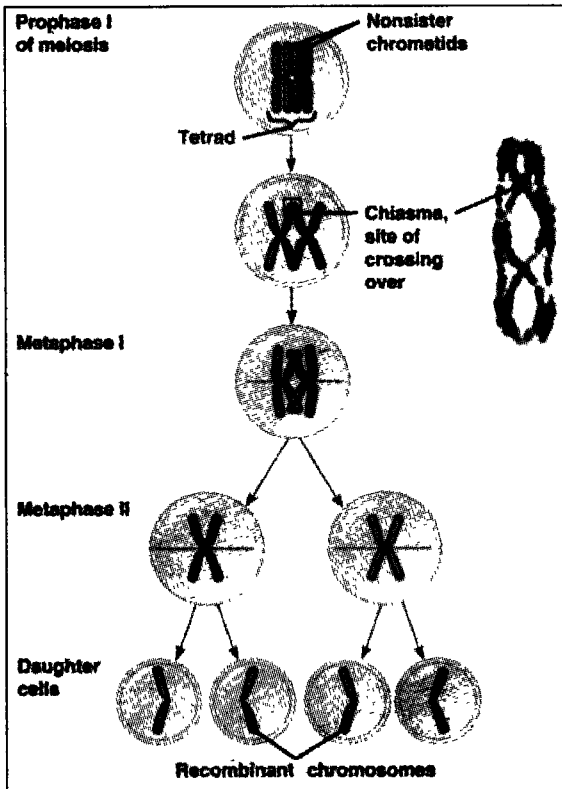 Prophase I
of meiosis
Nonsister
chromatids
Tetrad
Chiasma,
site of
crossing
over
Metaphase I
Metaphase II
Daughter
cells
Recombinant chromosomes